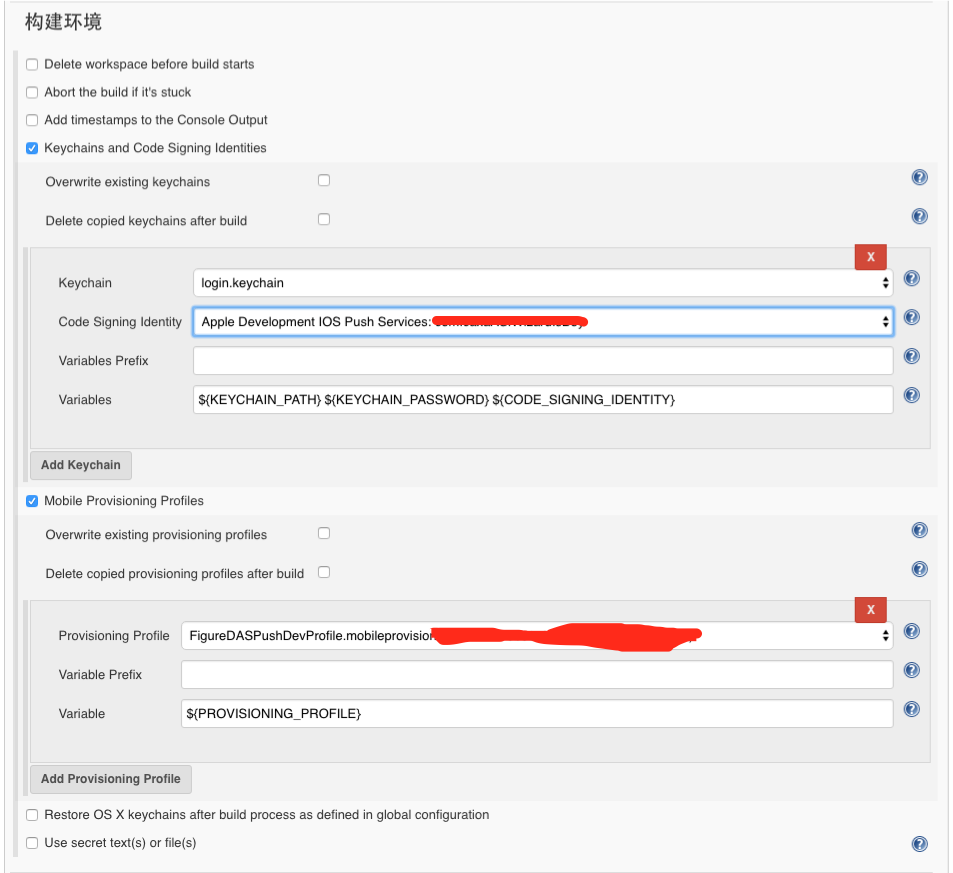 构建环境
Delete workspace before build starts
Abort the build if it's stuck
Add timestamps to the Console Output
Keychains and Code Signing Identities
Overwrite existing keychains
Delete copied keychains after build
X
Keychain login.keychain
Code Signing Identity Apple Development IOS Push Services:
Variables Prefix
Variables ${KEYCHAIN_PATH} ${KEYCHAIN_PASSWORD} ${CODE_SIGNING_IDENTITY}
Add Keychain
Mobile Provisioning Profiles
Overwrite existing provisioning profiles
Delete copied provisioning profiles after build
X
Provisioning Profile FigureDASPushDevProfile.mobileprovision
Variable Prefix
Variable ${PROVISIONING_PROFILE}
Add Provisioning Profile
Restore OS X keychains after build process as defined in global configuration
Use secret text(s) or file(s)